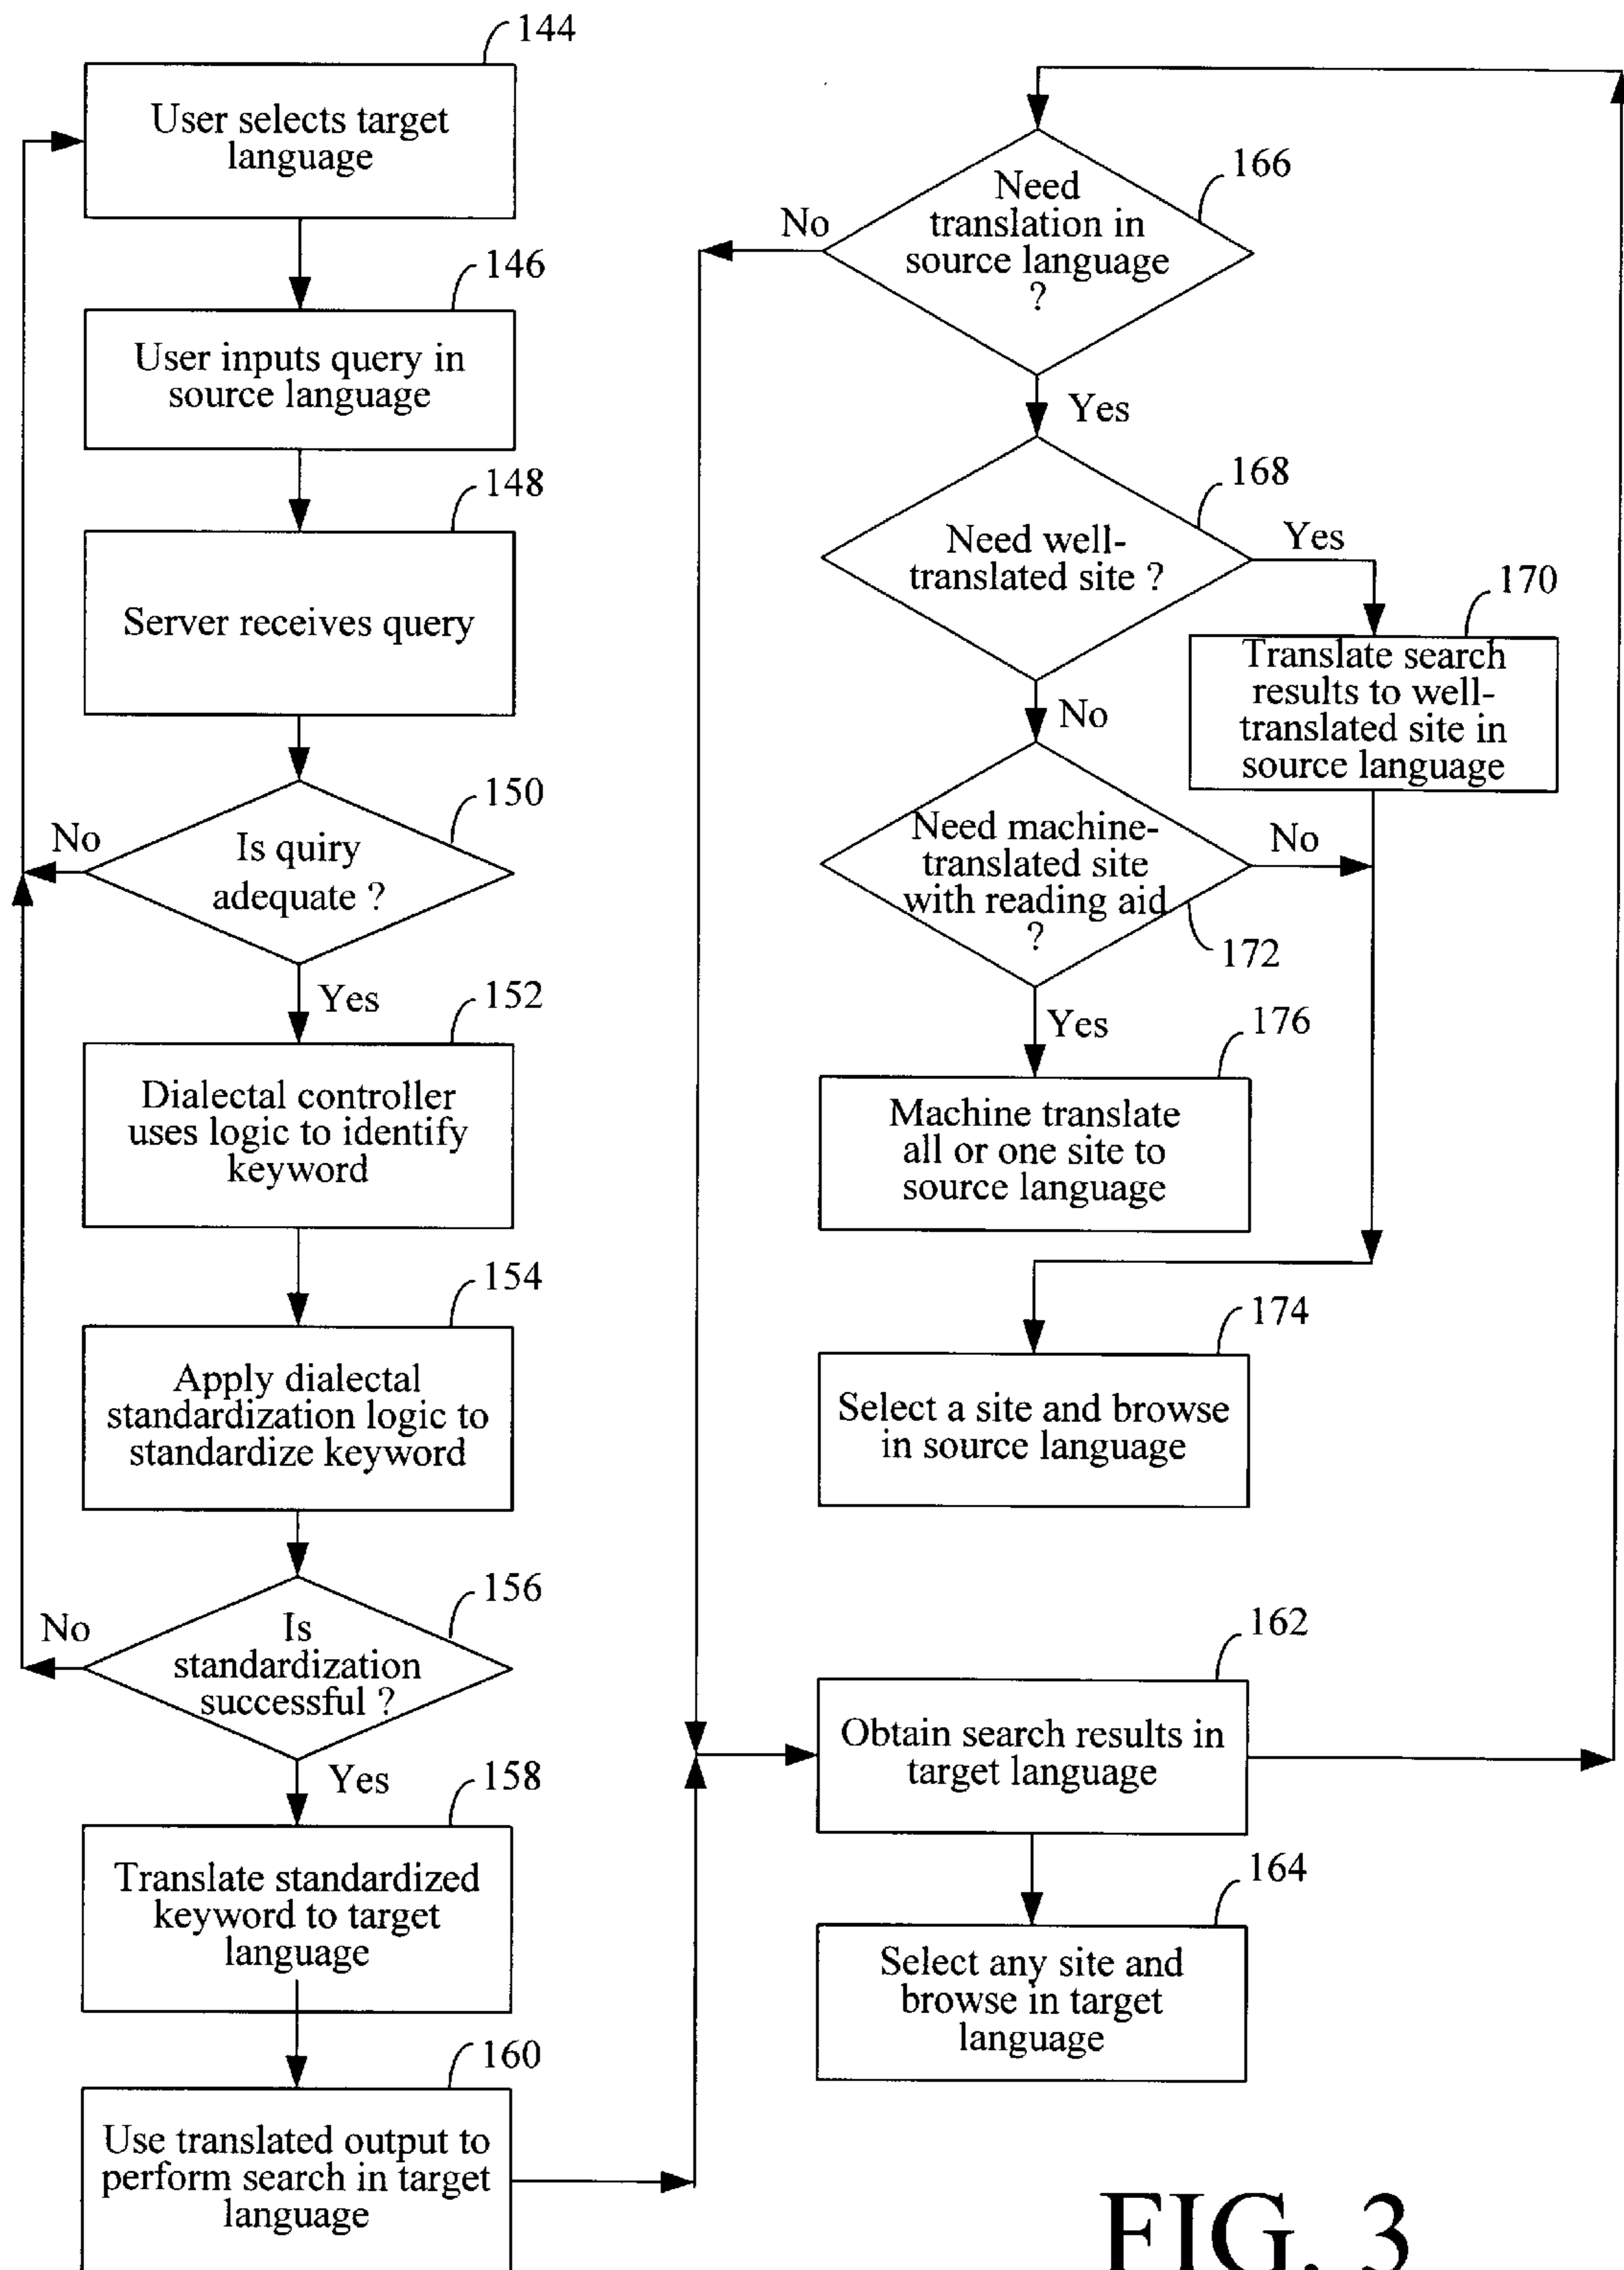 144
User selects target
language
146
User inputs query in
source language
148
Server receives query
150
No
Is quiry
adequate ?
Yes
152
Dialectal controller
uses logic to identify
keyword
154
Apply dialectal
standardization logic to
standardize keyword
156
No
Is
standardization
successful ?
Yes
158
Translate standardized
keyword to target
language
160
Use translated output to
perform search in target
language
166
No
Need
translation in
source language
?
Yes
168
Need well-
translated site ?
Yes
170
Translate search
results to well-
translated site in
source language
No
Need machine-
translated site
with reading aid
?
No
172
Yes
176
Machine translate
all or one site to
source language
174
Select a site and browse
in source language
162
Obtain search results in
target language
164
Select any site and
browse in target
language
FIG. 3